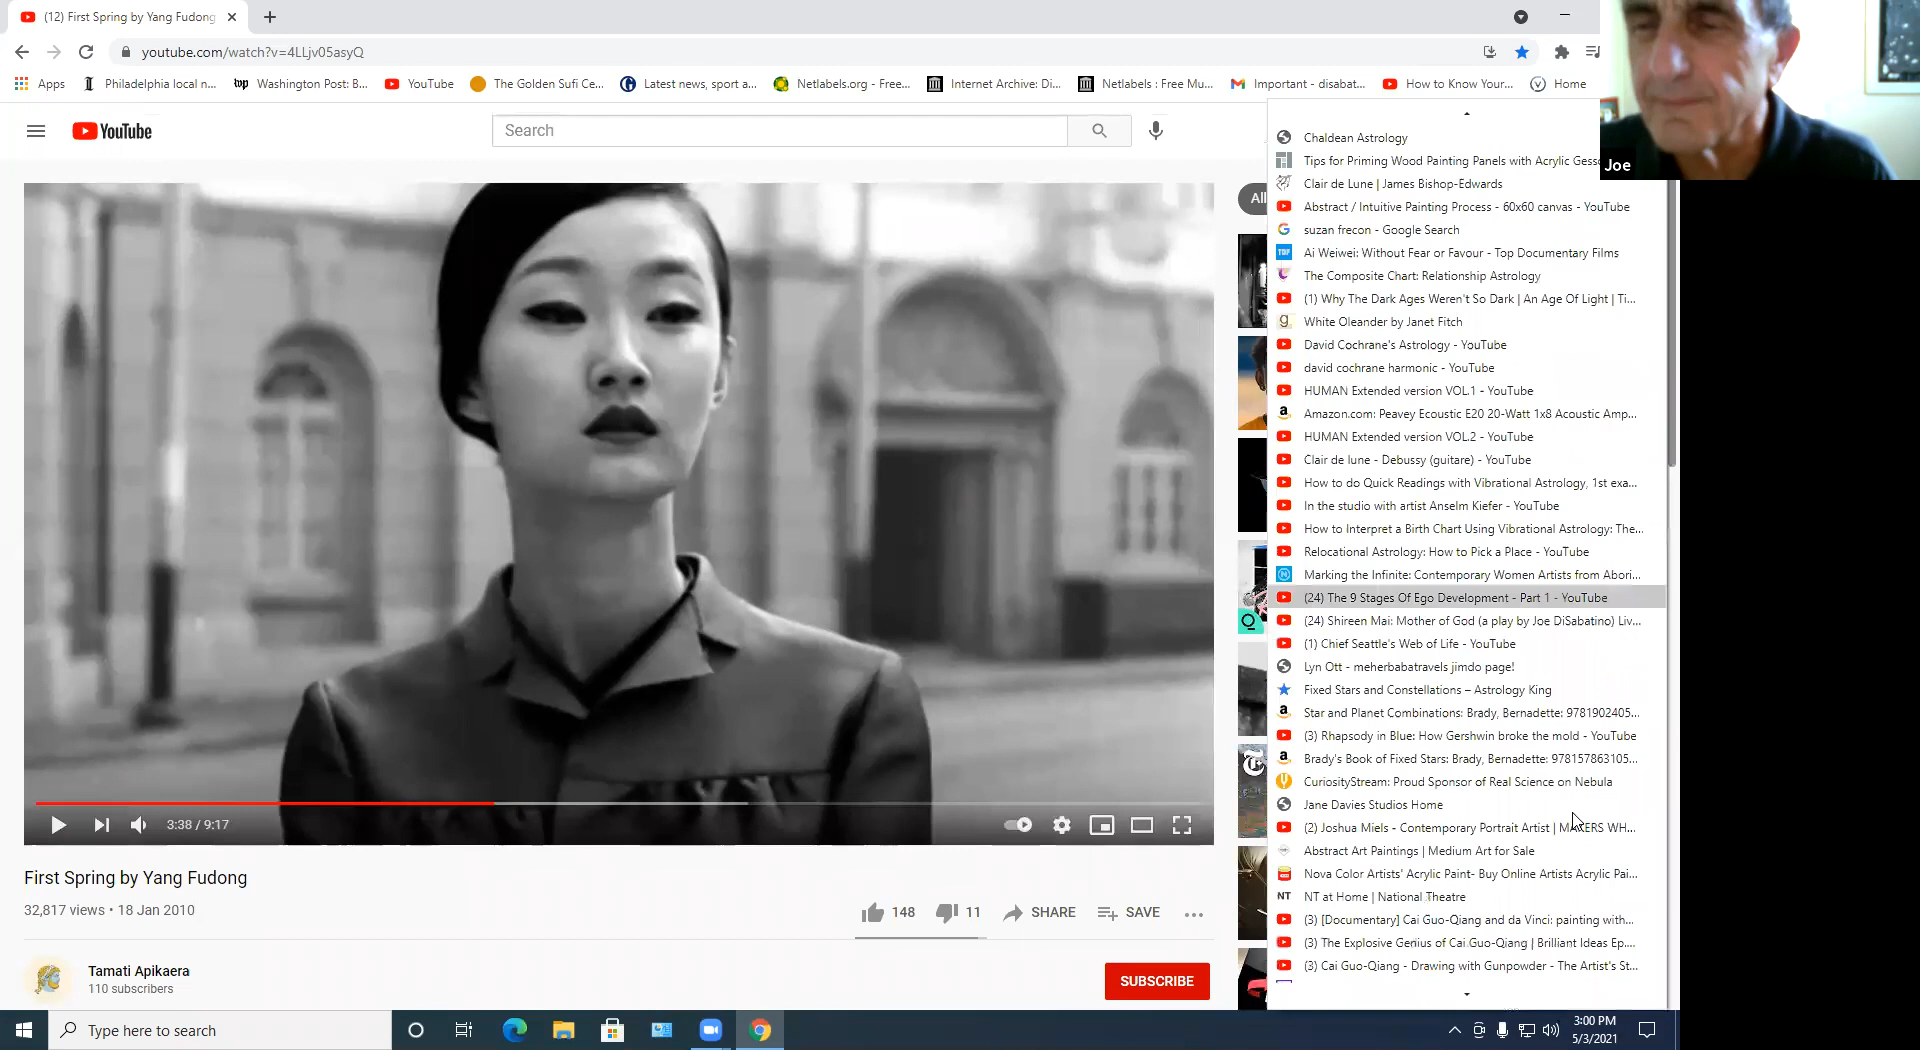 (12) First Spring by Yang Fudong
youtube.com/watch?v=4LLjv05asyQ
Apps
Philadelphia local n...
wp
Washington Post: B...
YouTube
The Golden Sufi Ce...
Latest news, sport a...
Netlabels.org - Free...
Internet Archive: Di...
Netlabels : Free Mu...
Important - disabat...
How to Know Your...
Home
YouTube
Search
Joe
All
Chaldean Astrology
Tips for Priming Wood Painting Panels with Acrylic Gesso
Clair de Lune | James Bishop-Edwards
Abstract / Intuitive Painting Process - 60x60 canvas - YouTube
suzan frecon - Google Search
TDF
Ai Weiwei: Without Fear or Favour - Top Documentary Films
The Composite Chart: Relationship Astrology
(1) Why The Dark Ages Weren't So Dark | An Age Of Light | Ti...
White Oleander by Janet Fitch
David Cochrane's Astrology - YouTube
david cochrane harmonic - YouTube
HUMAN Extended version VOL.1 - YouTube
Amazon.com: Peavey Ecoustic E20 20-Watt 1x8 Acoustic Amp...
HUMAN Extended version VOL.2 - YouTube
Clair de lune - Debussy (guitare) - YouTube
How to do Quick Readings with Vibrational Astrology, 1st exa...
In the studio with artist Anselm Kiefer - YouTube
How to Interpret a Birth Chart Using Vibrational Astrology: The...
Relocational Astrology: How to Pick a Place - YouTube
Marking the Infinite: Contemporary Women Artists from Abori...
(24) The 9 Stages Of Ego Development - Part 1 - YouTube
(24) Shireen Mai: Mother of God (a play by Joe DiSabatino) Liv...
(1) Chief Seattle's Web of Life - YouTube
Lyn Ott - meherbabatravels jimdo page!
Fixed Stars and Constellations – Astrology King
Star and Planet Combinations: Brady, Bernadette: 9781902405...
(3) Rhapsody in Blue: How Gershwin broke the mold - YouTube
Brady's Book of Fixed Stars: Brady, Bernadette: 978157863105...
CuriosityStream: Proud Sponsor of Real Science on Nebula
Jane Davies Studios Home
(2) Joshua Miels - Contemporary Portrait Artist | MAKERS WH...
Abstract Art Paintings | Medium Art for Sale
Nova Color Artists' Acrylic Paint- Buy Online Artists Acrylic Pai...
NT
NT at Home | National Theatre
(3) [Documentary] Cai Guo-Qiang and da Vinci: painting with...
(3) The Explosive Genius of Cai Guo-Qiang | Brilliant Ideas Ep....
(3) Cai Guo-Qiang - Drawing with Gunpowder - The Artist's St...
3:38 / 9:17
First Spring by Yang Fudong
32,817 views • 18 Jan 2010
148
11
SHARE
SAVE
Tamati Apikaera
110 subscribers
SUBSCRIBE
Type here to search
3:00 PM
5/3/2021